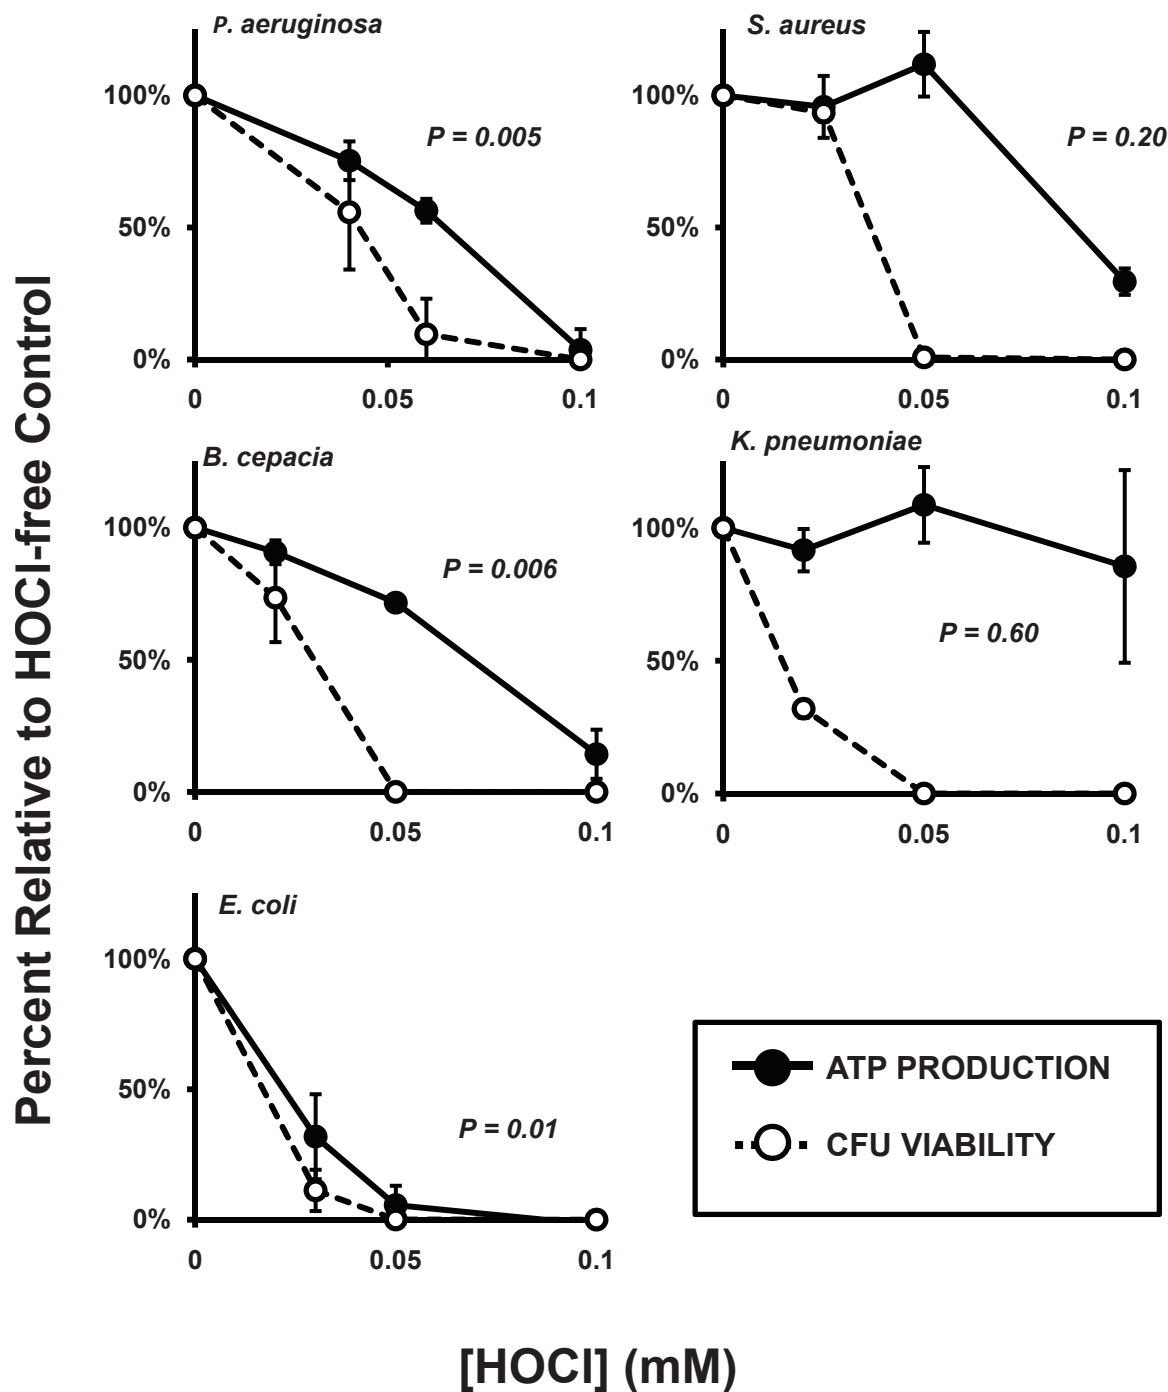 Percent Relative to HOCl-free Control
P. aeruginosa
100%
50%
0%
P = 0.005
0 0.05 0.1
S. aureus
100%
50%
0%
P = 0.20
0 0.05 0.1
B. cepacia
100%
50%
0%
P = 0.006
0 0.05 0.1
K. pneumoniae
100%
50%
0%
P = 0.60
0 0.05 0.1
E. coli
100%
50%
0%
P = 0.01
0 0.05 0.1
ATP PRODUCTION
CFU VIABILITY
[HOCl] (mM)